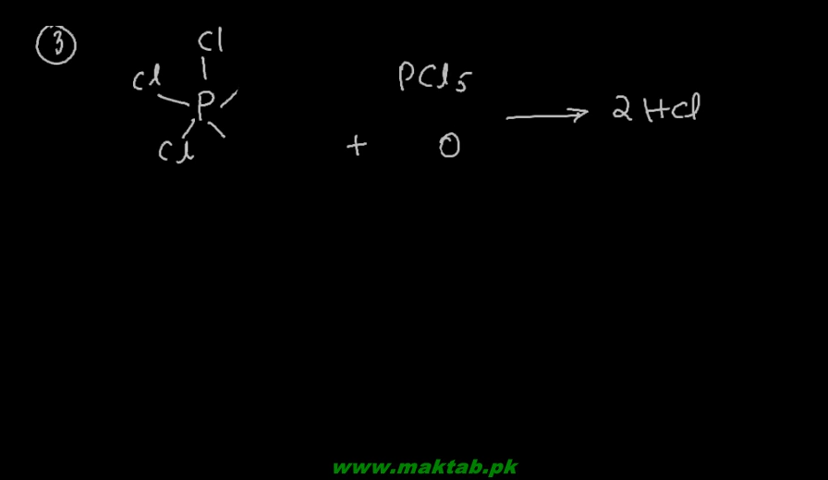 ③
Cl
Cl P
Cl
PCl5
+ O
⟶ 2HCl
www.maktab.pk